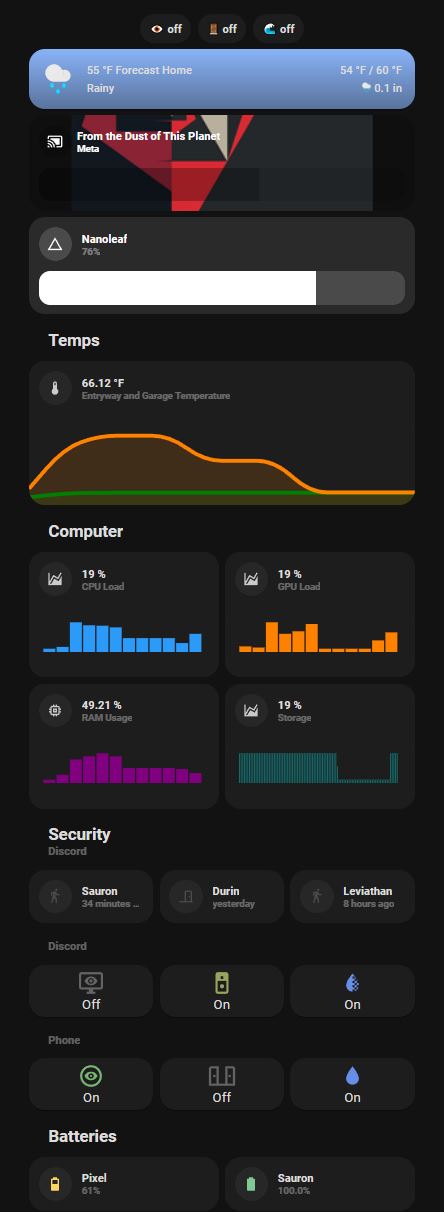 off off off
55 °F Forecast Home 54 °F / 60 °F
Rainy 0.1 in
From the Dust of This Planet
Meta
Nanoleaf
76%
Temps
66.12 °F
Entryway and Garage Temperature
Computer
19 % 19 %
CPU Load GPU Load
49.21 % 19 %
RAM Usage Storage
Security
Discord
Sauron Durin Leviathan
34 minutes ... yesterday 8 hours ago
Discord
Off On On
Phone
On Off On
Batteries
Pixel Sauron
61% 100.0%